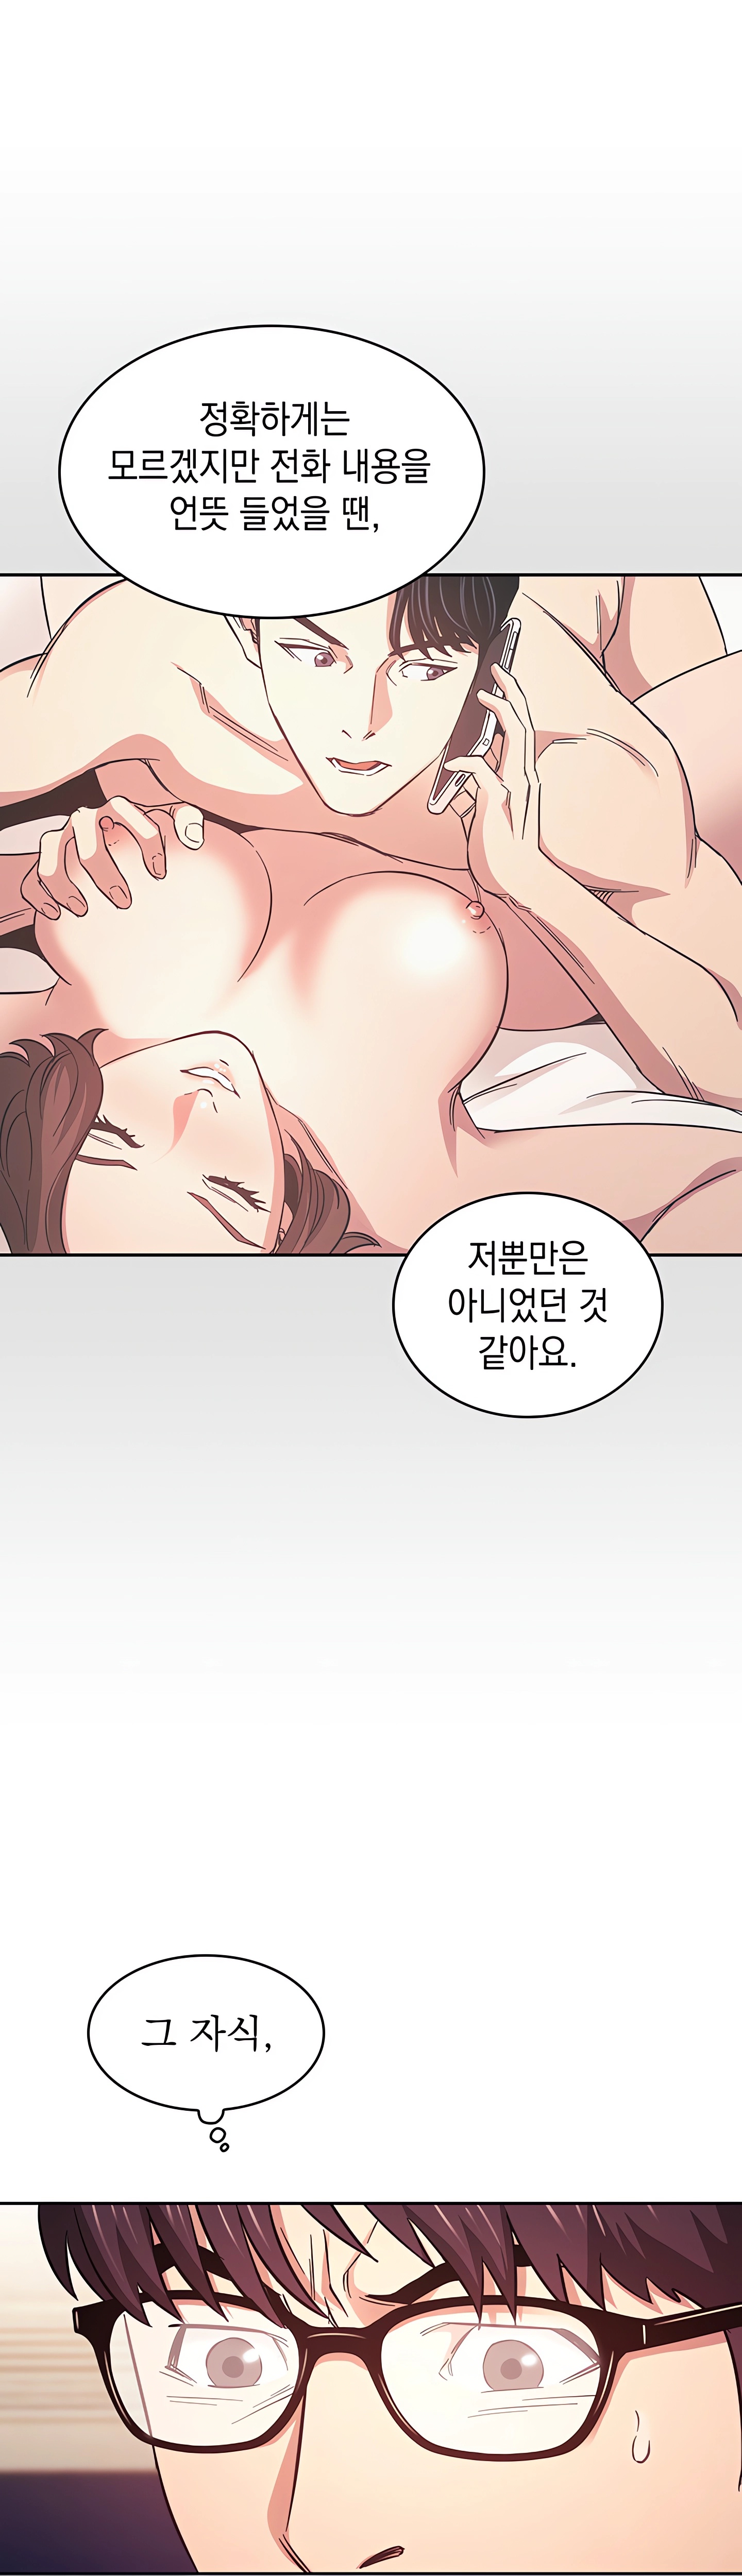 정확하게는
모르겠지만 전화 내용을
언뜻 들었을 땐,
저뿐만은
아니었던 것
같아요.
그 자식,